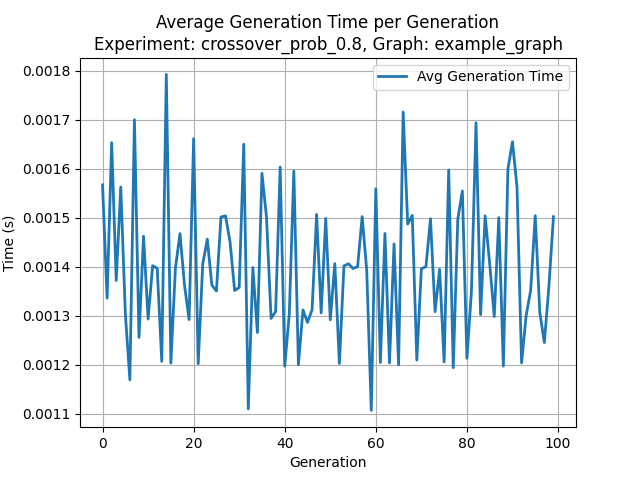 Average Generation Time per Generation
Experiment: crossover_prob_0.8, Graph: example_graph
Avg Generation Time
Time (s)
0.0018
0.0017
0.0016
0.0015
0.0014
0.0013
0.0012
0.0011
0 20 40 60 80 100
Generation